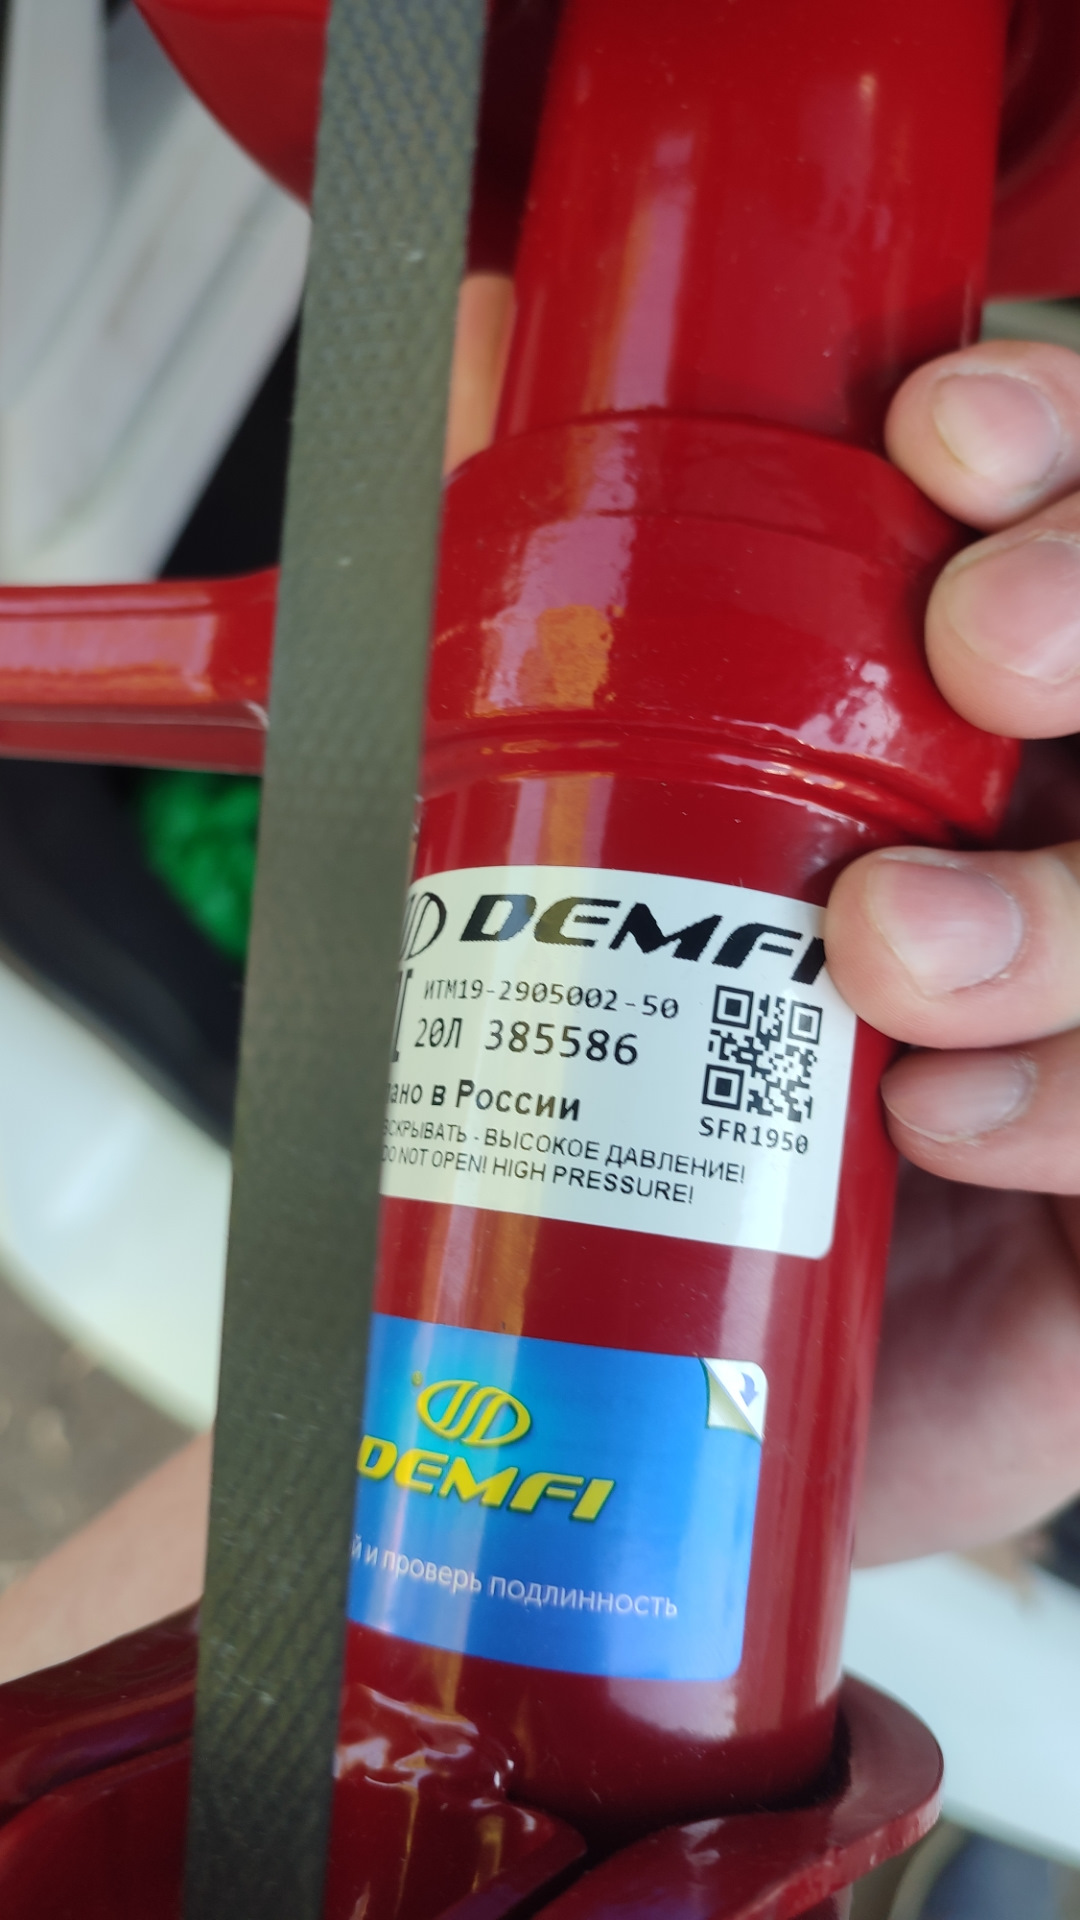 DEMFI
ИТМ19-2905002-50
20Л 385586
в России
SFR1950
ВСКРЫВАТЬ - ВЫСОКОЕ ДАВЛЕНИЕ!
DO NOT OPEN! HIGH PRESSURE!
DEMFI
й и проверь подлинность